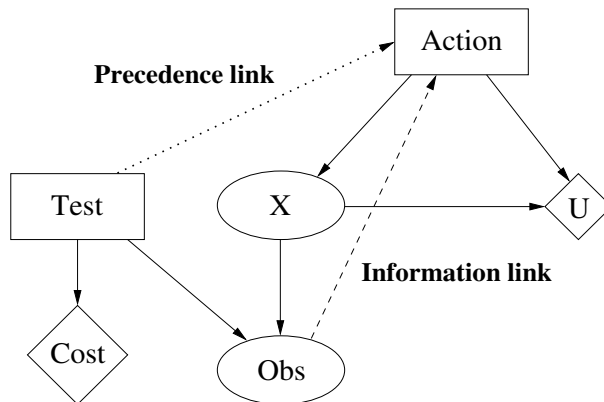 Action
Precedence link
Test
X
U
Information link
Cost
Obs